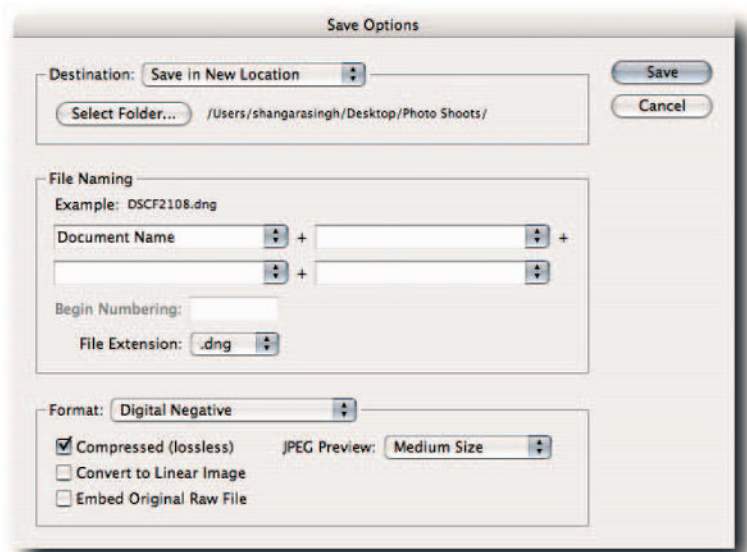 Save Options
Destination: Save in New Location
Save
Select Folder... /Users/shangarasingh/Desktop/Photo Shoots/
Cancel
File Naming
Example: DSCF2108.dng
Document Name + +
+
Begin Numbering:
File Extension: .dng
Format: Digital Negative
Compressed (lossless) JPEG Preview: Medium Size
Convert to Linear Image
Embed Original Raw File